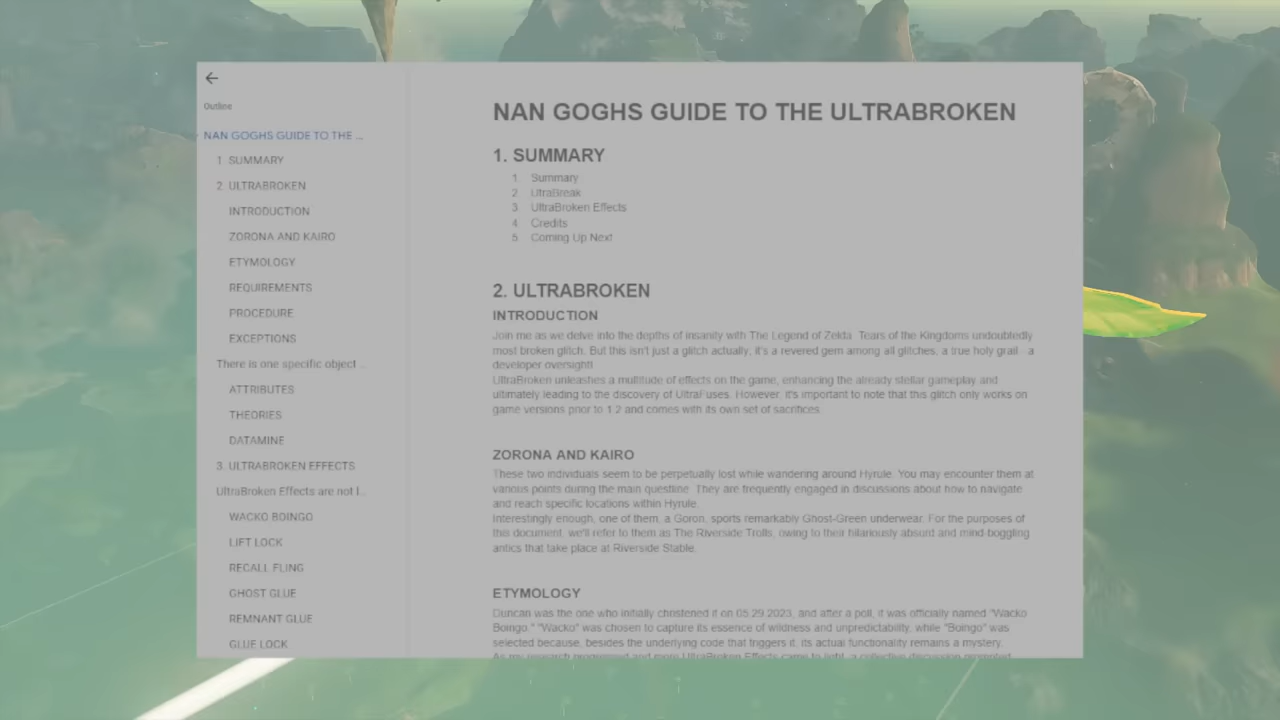 Outline
NAN GOGHS GUIDE TO THE ...
1. SUMMARY
2. ULTRABROKEN
INTRODUCTION
ZORONA AND KAIRO
ETYMOLOGY
REQUIREMENTS
PROCEDURE
EXCEPTIONS
There is one specific object ...
ATTRIBUTES
THEORIES
DATAMINE
3. ULTRABROKEN EFFECTS
UltraBroken Effects are not l...
WACKO BOINGO
LIFT LOCK
RECALL FLING
GHOST GLUE
REMNANT GLUE
GLUE LOCK
NAN GOGHS GUIDE TO THE ULTRABROKEN
1. SUMMARY
1. Summary
2. UltraBreak
3. UltraBroken Effects
4. Credits
5. Coming Up Next
2. ULTRABROKEN
INTRODUCTION
Join me as we delve into the depths of insanity with The Legend of Zelda: Tears of the Kingdoms undoubtedly
most broken glitch. But this isn't just a glitch actually; it's a revered gem among all glitches, a true holy grail - a
developer oversight!
UltraBroken unleashes a multitude of effects on the game, enhancing the already stellar gameplay and
ultimately leading to the discovery of UltraFuses. However, it's important to note that this glitch only works on
game versions prior to 1.2 and comes with its own set of sacrifices.
ZORONA AND KAIRO
These two individuals seem to be perpetually lost while wandering around Hyrule. You may encounter them at
various points during the main questline. They are frequently engaged in discussions about how to navigate
and reach specific locations within Hyrule.
Interestingly enough, one of them, a Goron, sports remarkably Ghost-Green underwear. For the purposes of
this document, we'll refer to them as The Riverside Trolls, owing to their hilariously absurd and mind-boggling
antics that take place at Riverside Stable.
ETYMOLOGY
Duncan was the one who initially christened it on 05.29.2023, and after a poll, it was officially named "Wacko
Boingo." "Wacko" was chosen to capture its essence of wildness and unpredictability, while "Boingo" was
selected because, besides the underlying code that triggers it, its actual functionality remains a mystery.
As my research progressed and more UltraBroken Effects came to light, a collective discussion prompted